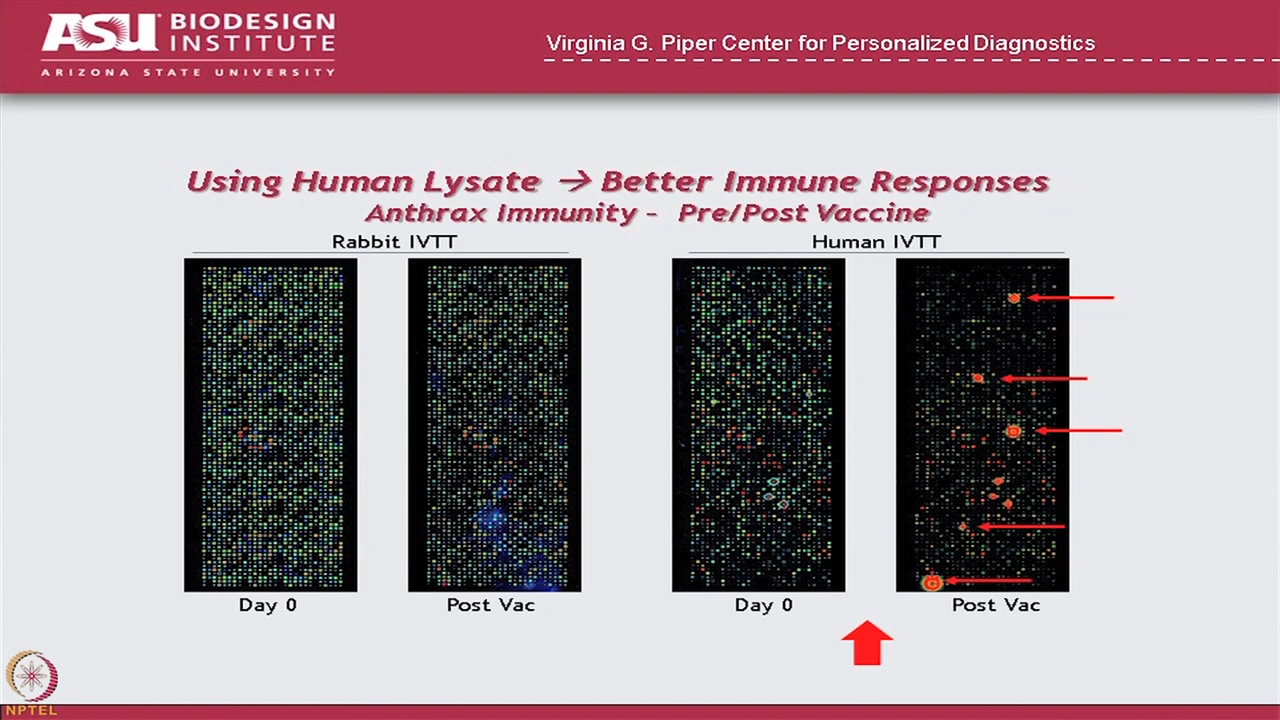 ASU BIODESIGN
INSTITUTE
ARIZONA STATE UNIVERSITY
Virginia G. Piper Center for Personalized Diagnostics
Using Human Lysate → Better Immune Responses
Anthrax Immunity - Pre/Post Vaccine
Rabbit IVTT
Human IVTT
Day 0
Post Vac
Day 0
Post Vac
NPTEL